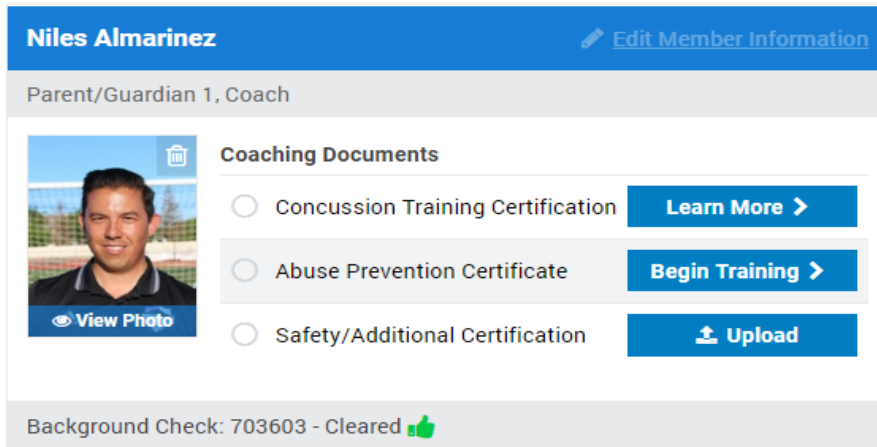 Niles Almarinez
Edit Member Information
Parent/Guardian 1, Coach
Coaching Documents
Concussion Training Certification
Learn More
Abuse Prevention Certificate
Begin Training
Safety/Additional Certification
Upload
View Photo
Background Check: 703603 - Cleared